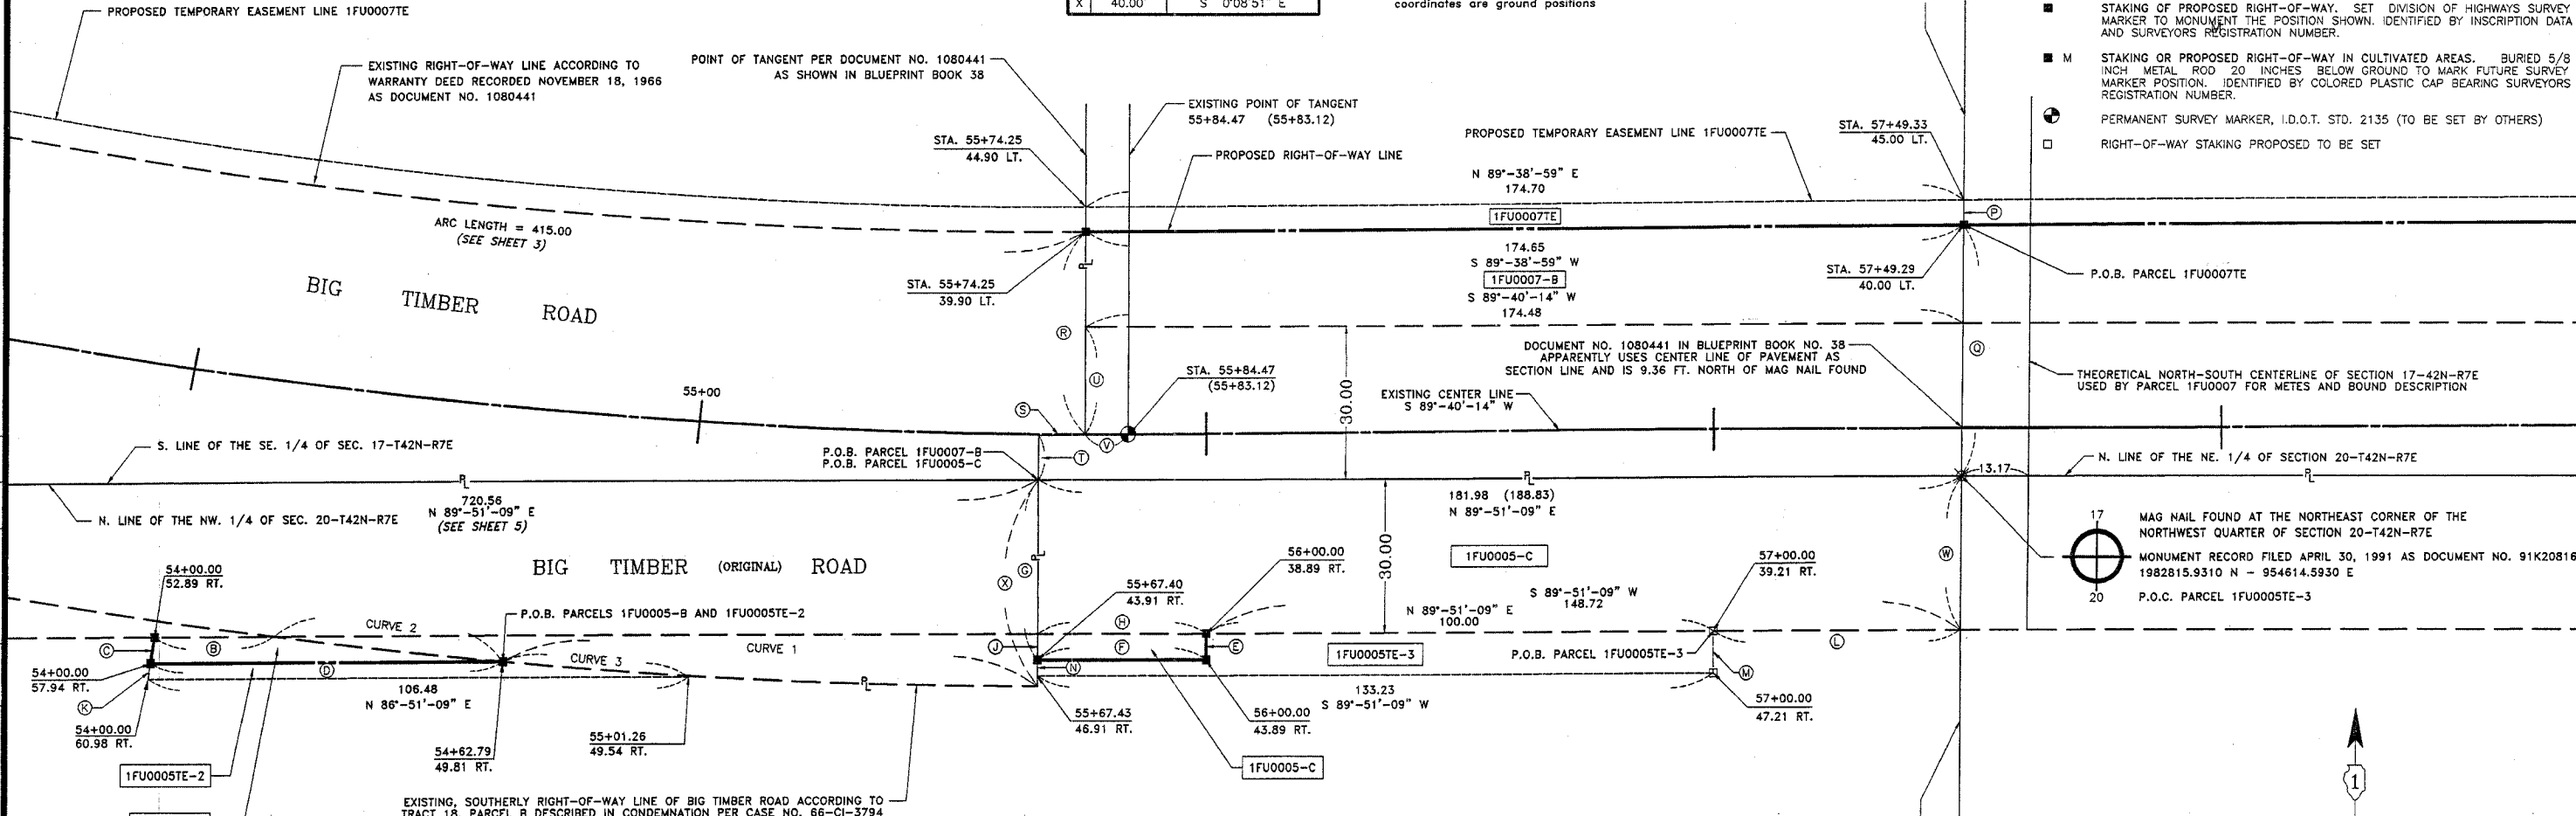 PROPOSED TEMPORARY EASEMENT LINE 1FU0007TE
X 40.00' S 0°08'51" E
coordinates are ground positions
STAKING OF PROPOSED RIGHT-OF-WAY. SET DIVISION OF HIGHWAYS SURVEY
MARKER TO MONUMENT THE POSITION SHOWN. IDENTIFIED BY INSCRIPTION DATA
AND SURVEYORS REGISTRATION NUMBER.
M STAKING OR PROPOSED RIGHT-OF-WAY IN CULTIVATED AREAS. BURIED 5/8
INCH METAL ROD 20 INCHES BELOW GROUND TO MARK FUTURE SURVEY
MARKER POSITION. IDENTIFIED BY COLORED PLASTIC CAP BEARING SURVEYORS
REGISTRATION NUMBER.
PERMANENT SURVEY MARKER, I.D.O.T. STD. 2135 (TO BE SET BY OTHERS)
RIGHT-OF-WAY STAKING PROPOSED TO BE SET
EXISTING RIGHT-OF-WAY LINE ACCORDING TO
WARRANTY DEED RECORDED NOVEMBER 18, 1966
AS DOCUMENT NO. 1080441
POINT OF TANGENT PER DOCUMENT NO. 1080441
AS SHOWN IN BLUEPRINT BOOK 38
EXISTING POINT OF TANGENT
55+84.47 (55+83.12)
STA. 55+74.25
44.90 LT.
PROPOSED RIGHT-OF-WAY LINE
PROPOSED TEMPORARY EASEMENT LINE 1FU0007TE
STA. 57+49.33
45.00 LT.
N 89°-38'-59" E
174.70
1FU0007TE
P
ARC LENGTH = 415.00
(SEE SHEET 3)
174.65
S 89°-38'-59" W
1FU0007-B
S 89°-40'-14" W
174.48
STA. 57+49.29
40.00 LT.
P.O.B. PARCEL 1FU0007TE
STA. 55+74.25
39.90 LT.
BIG TIMBER ROAD
R
U
30.00
DOCUMENT NO. 1080441 IN BLUEPRINT BOOK NO. 38
APPARENTLY USES CENTER LINE OF PAVEMENT AS
SECTION LINE AND IS 9.36 FT. NORTH OF MAG NAIL FOUND
Q
STA. 55+84.47
(55+83.12)
EXISTING CENTER LINE
S 89°-40'-14" W
THEORETICAL NORTH-SOUTH CENTERLINE OF SECTION 17-42N-R7E
USED BY PARCEL 1FU0007 FOR METES AND BOUND DESCRIPTION
55+00
S
V
T
S. LINE OF THE SE. 1/4 OF SEC. 17-T42N-R7E
P.O.B. PARCEL 1FU0007-B
P.O.B. PARCEL 1FU0005-C
N. LINE OF THE NE. 1/4 OF SECTION 20-T42N-R7E
13.17
720.56
N 89°-51'-09" E
(SEE SHEET 5)
N. LINE OF THE NW. 1/4 OF SEC. 20-T42N-R7E
181.98 (188.83)
N 89°-51'-09" E
17
20
MAG NAIL FOUND AT THE NORTHEAST CORNER OF THE
NORTHWEST QUARTER OF SECTION 20-T42N-R7E
MONUMENT RECORD FILED APRIL 30, 1991 AS DOCUMENT NO. 91K20816
1982815.9310 N - 954614.5930 E
P.O.C. PARCEL 1FU0005TE-3
BIG TIMBER (ORIGINAL) ROAD
30.00
1FU0005-C
W
G
X
54+00.00
52.89 RT.
56+00.00
38.89 RT.
57+00.00
39.21 RT.
55+67.40
43.91 RT.
S 89°-51'-09" W
148.72
N 89°-51'-09" E
100.00
P.O.B. PARCELS 1FU0005-B AND 1FU0005TE-2
CURVE 2
CURVE 1
CURVE 3
C
B
D
K
J
H
F
E
N
L
M
1FU0005TE-3
P.O.B. PARCEL 1FU0005TE-3
54+00.00
57.94 RT.
106.48
N 86°-51'-09" E
133.23
S 89°-51'-09" W
54+00.00
60.98 RT.
54+62.79
49.81 RT.
55+01.26
49.54 RT.
55+67.43
46.91 RT.
56+00.00
43.89 RT.
57+00.00
47.21 RT.
1FU0005TE-2
1FU0005-C
1
EXISTING, SOUTHERLY RIGHT-OF-WAY LINE OF BIG TIMBER ROAD ACCORDING TO
TRACT 18, PARCEL B DESCRIBED IN CONDEMNATION PER CASE NO. 66-CI-3794